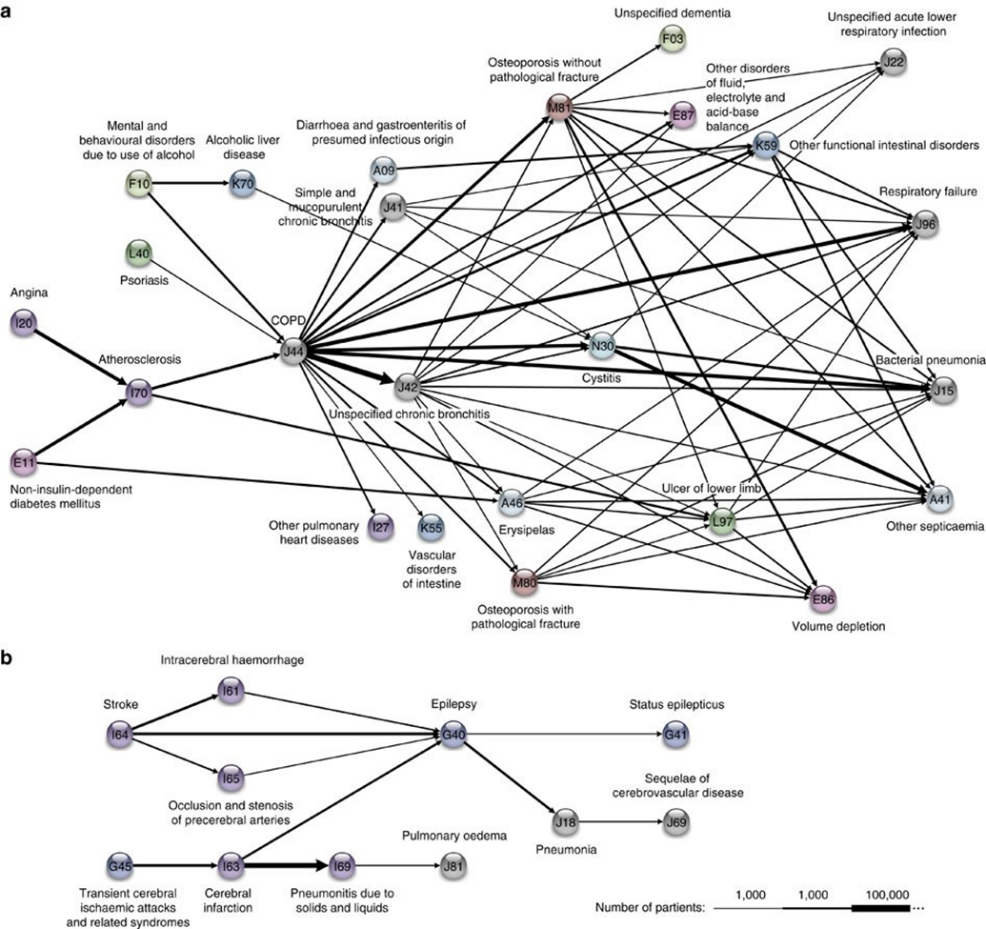 a
Unspecified dementia
F03
Unspecified acute lower
respiratory infection
J22
Osteoporosis without
pathological fracture
M81
Other disorders
of fluid,
electrolyte and
acid-base
balance
E87
Mental and
behavioural disorders
due to use of alcohol
F10
Alcoholic liver
disease
K70
Diarrhoea and gastroenteritis of
presumed infectious origin
A09
K59
Other functional intestinal disorders
Simple and
mucopurulent
chronic bronchitis
J41
Respiratory failure
J96
L40
Psoriasis
Angina
I20
COPD
J44
Atherosclerosis
I70
N30
Cystitis
J42
Unspecified chronic bronchitis
Bacterial pneumonia
J15
E11
Non-insulin-dependent
diabetes mellitus
A46
Erysipelas
Ulcer of lower limb
L97
A41
Other septicaemia
Other pulmonary
heart diseases
I27
K55
Vascular
disorders
of intestine
M80
Osteoporosis with
pathological fracture
E86
Volume depletion
b
Intracerebral haemorrhage
I61
Stroke
I64
Epilepsy
G40
Status epilepticus
G41
I65
Occlusion and stenosis
of precerebral arteries
Sequelae of
cerebrovascular disease
J18
Pneumonia
J69
Pulmonary oedema
G45
I63
I69
J81
Transient cerebral
ischaemic attacks
and related syndromes
Cerebral
infarction
Pneumonitis due to
solids and liquids
Number of partients:
1,000
1,000
100,000